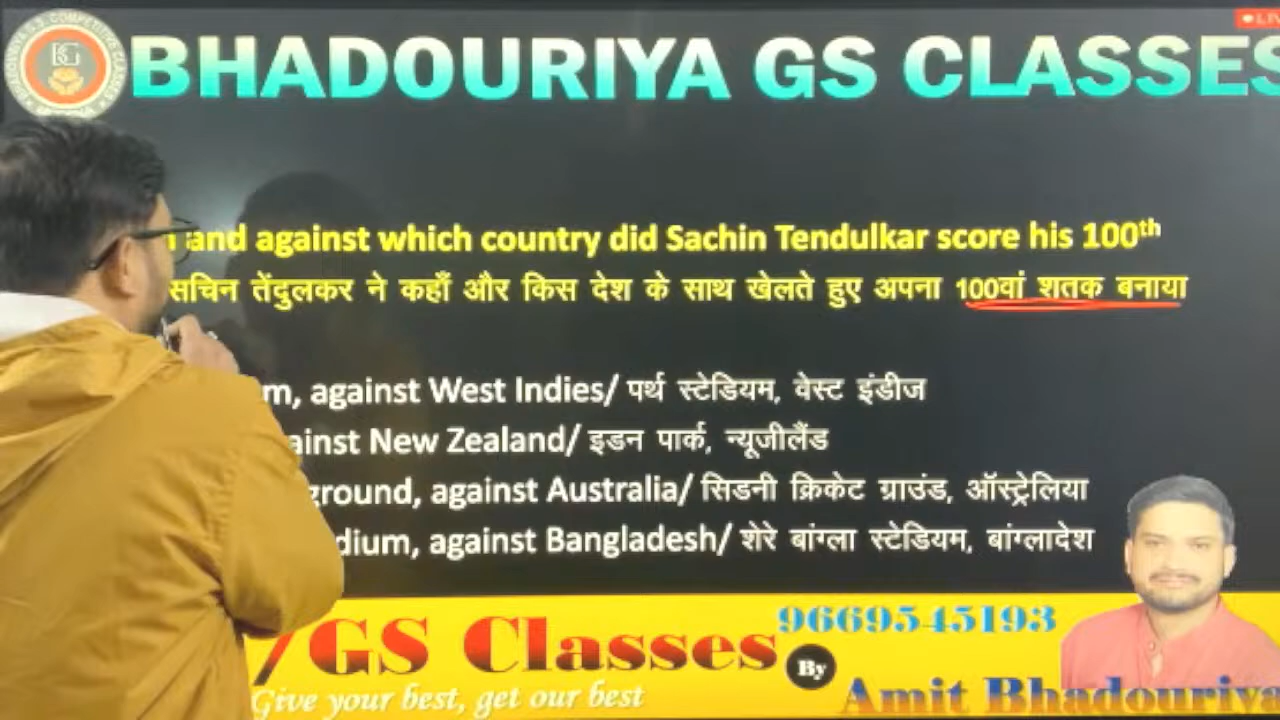 LIV
BG
BHADOURIYA GS CLASSES
and against which country did Sachin Tendulkar score his 100th
सचिन तेंदुलकर ने कहाँ और किस देश के साथ खेलते हुए अपना 100वां शतक बनाया
m, against West Indies/ पर्थ स्टेडियम, वेस्ट इंडीज
ainst New Zealand/ इडन पार्क, न्यूजीलैंड
ground, against Australia/ सिडनी क्रिकेट ग्राउंड, ऑस्ट्रेलिया
dium, against Bangladesh/ शेरे बांग्ला स्टेडियम, बांग्लादेश
/GS Classes
9669545193
By
Give your best, get our best
Amit Bhadouriya